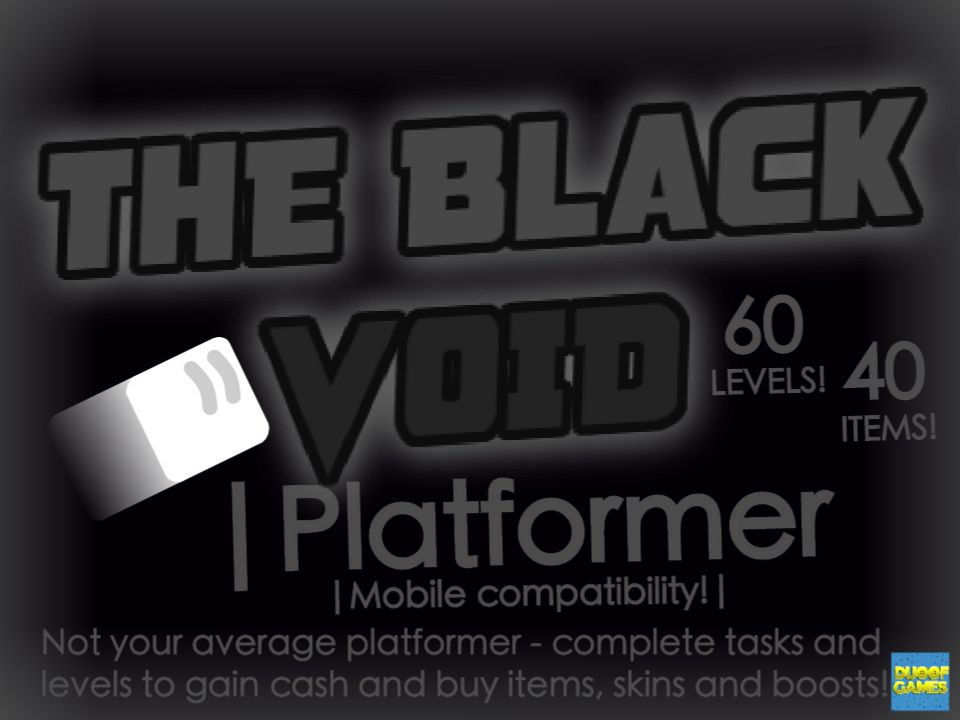 THE BLACK
VOID
60
LEVELS!
40
ITEMS!
|Platformer
|Mobile compatibility!|
Not your average platformer - complete tasks and
levels to gain cash and buy items, skins and boosts!
GAMES